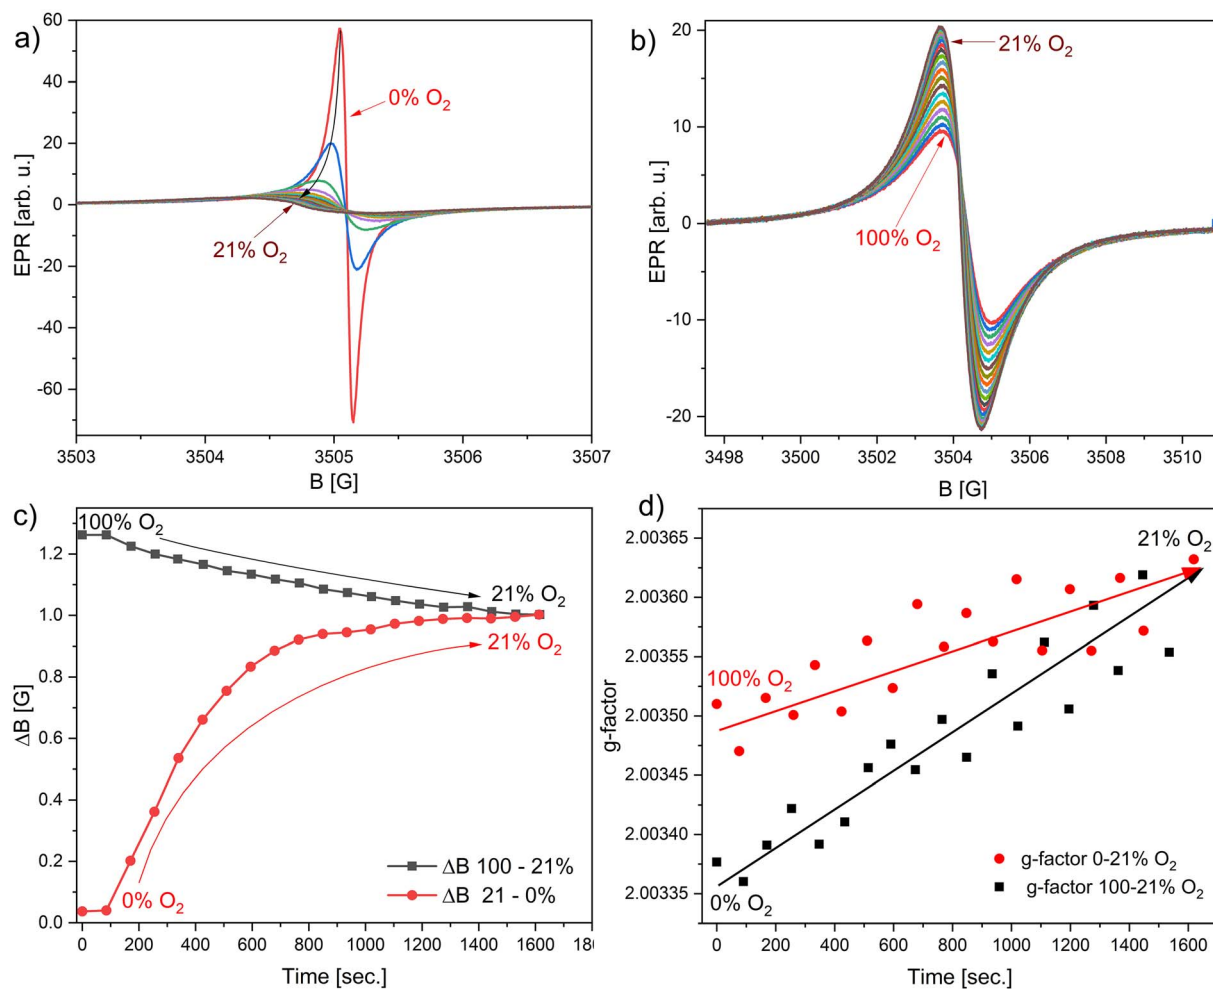 a)
60
40
20
0
-20
-40
-60
EPR [arb. u.]
0% O2
21% O2
3503
3504
3505
3506
3507
B [G]
b)
20
10
0
-10
-20
EPR [arb. u.]
21% O2
100% O2
3498
3500
3502
3504
3506
3508
3510
B [G]
c)
1.2
1.0
0.8
0.6
0.4
0.2
0.0
ΔB [G]
100% O2
21% O2
21% O2
0% O2
ΔB 100 - 21%
ΔB 21 - 0%
0
200
400
600
800
1000
1200
1400
1600
Time [sec.]
d)
2.00365
2.00360
2.00355
2.00350
2.00345
2.00340
2.00335
g-factor
21% O2
100% O2
0% O2
g-factor 0-21% O2
g-factor 100-21% O2
0
200
400
600
800
1000
1200
1400
1600
Time [sec.]